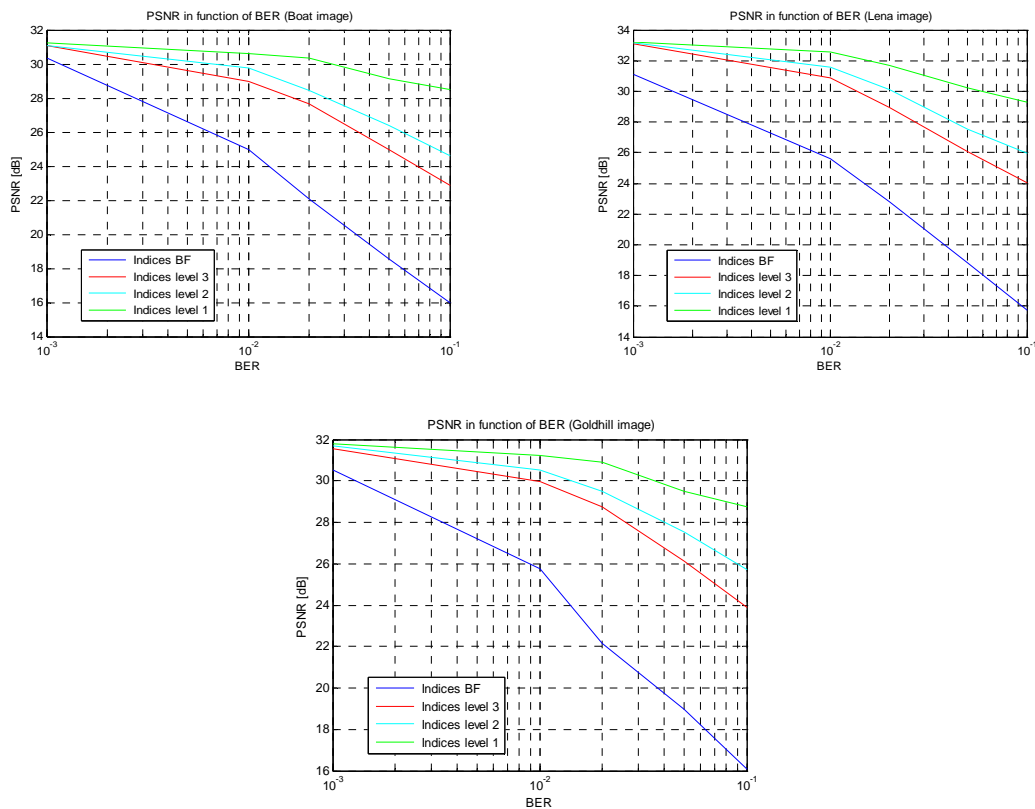 PSNR in function of BER (Boat image)
32
30
28
26
24
22
20
18
16
14
PSNR [dB]
Indices BF
Indices level 3
Indices level 2
Indices level 1
10-3
10-2
10-1
BER
PSNR in function of BER (Lena image)
34
32
30
28
26
24
22
20
18
16
14
PSNR [dB]
Indices BF
Indices level 3
Indices level 2
Indices level 1
10-3
10-2
10-1
BER
PSNR in function of BER (Goldhill image)
32
30
28
26
24
22
20
18
16
PSNR [dB]
Indices BF
Indices level 3
Indices level 2
Indices level 1
10-3
10-2
10-1
BER